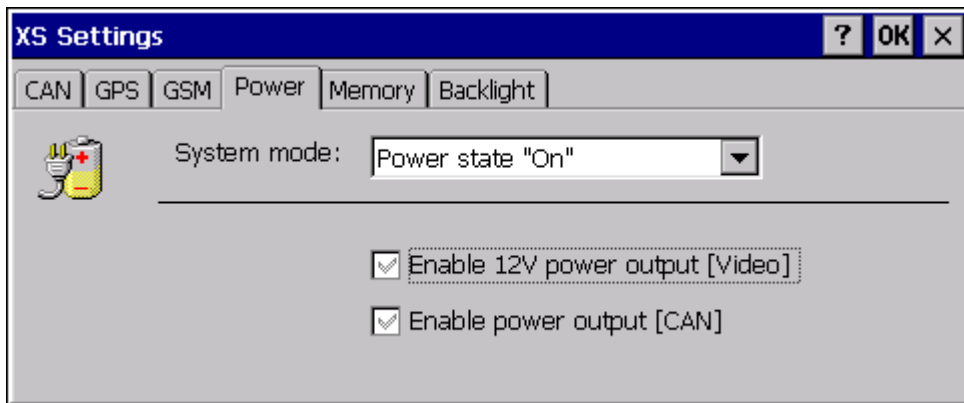 XS Settings ? OK ×
CAN GPS GSM Power Memory Backlight
System mode: Power state "On"
Enable 12V power output [Video]
Enable power output [CAN]